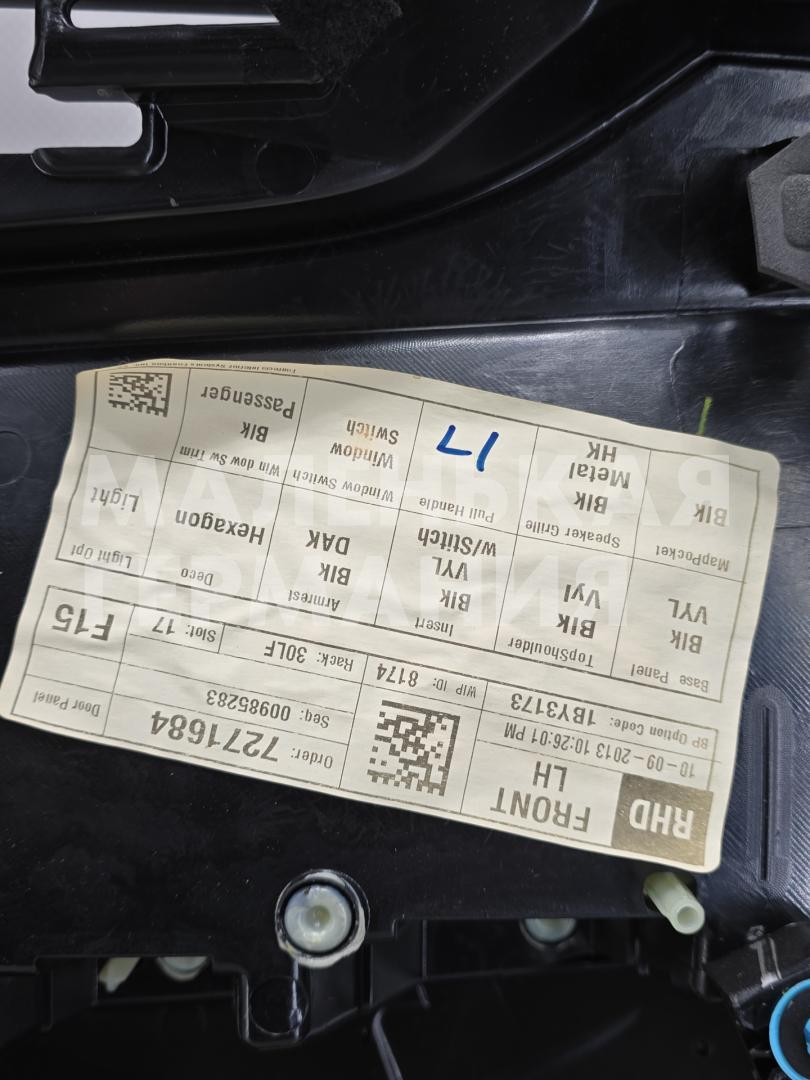 RHD
FRONT
LH
10-09-2013 10:26:01 PM
BP Option Code: 1BY3173
WIP ID: 8174
Order: 7271684
Seq: 00985283
Rack: 30LF
Slot: 17
Door Panel
F15
Base Panel
Blk
VYL
TopShoulder
Blk
Vyl
Insert
Blk
VYL
w/Stitch
Armrest
Blk
DAK
Deco
Hexagon
Light Opt
Light
MapPocket
Blk
Speaker Grille
Blk
Metal
HK
Pull Handle
17
Window Switch
Window
Switch
Win dow Sw Trim
Blk
Passenger
МАЛЕНЬКАЯ
ГЕРМАНИЯ